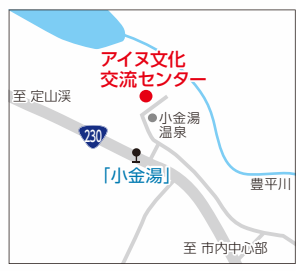 アイヌ文化
交流センター
至 定山渓
小金湯
温泉
230
「小金湯」
豊平川
至 市内中心部